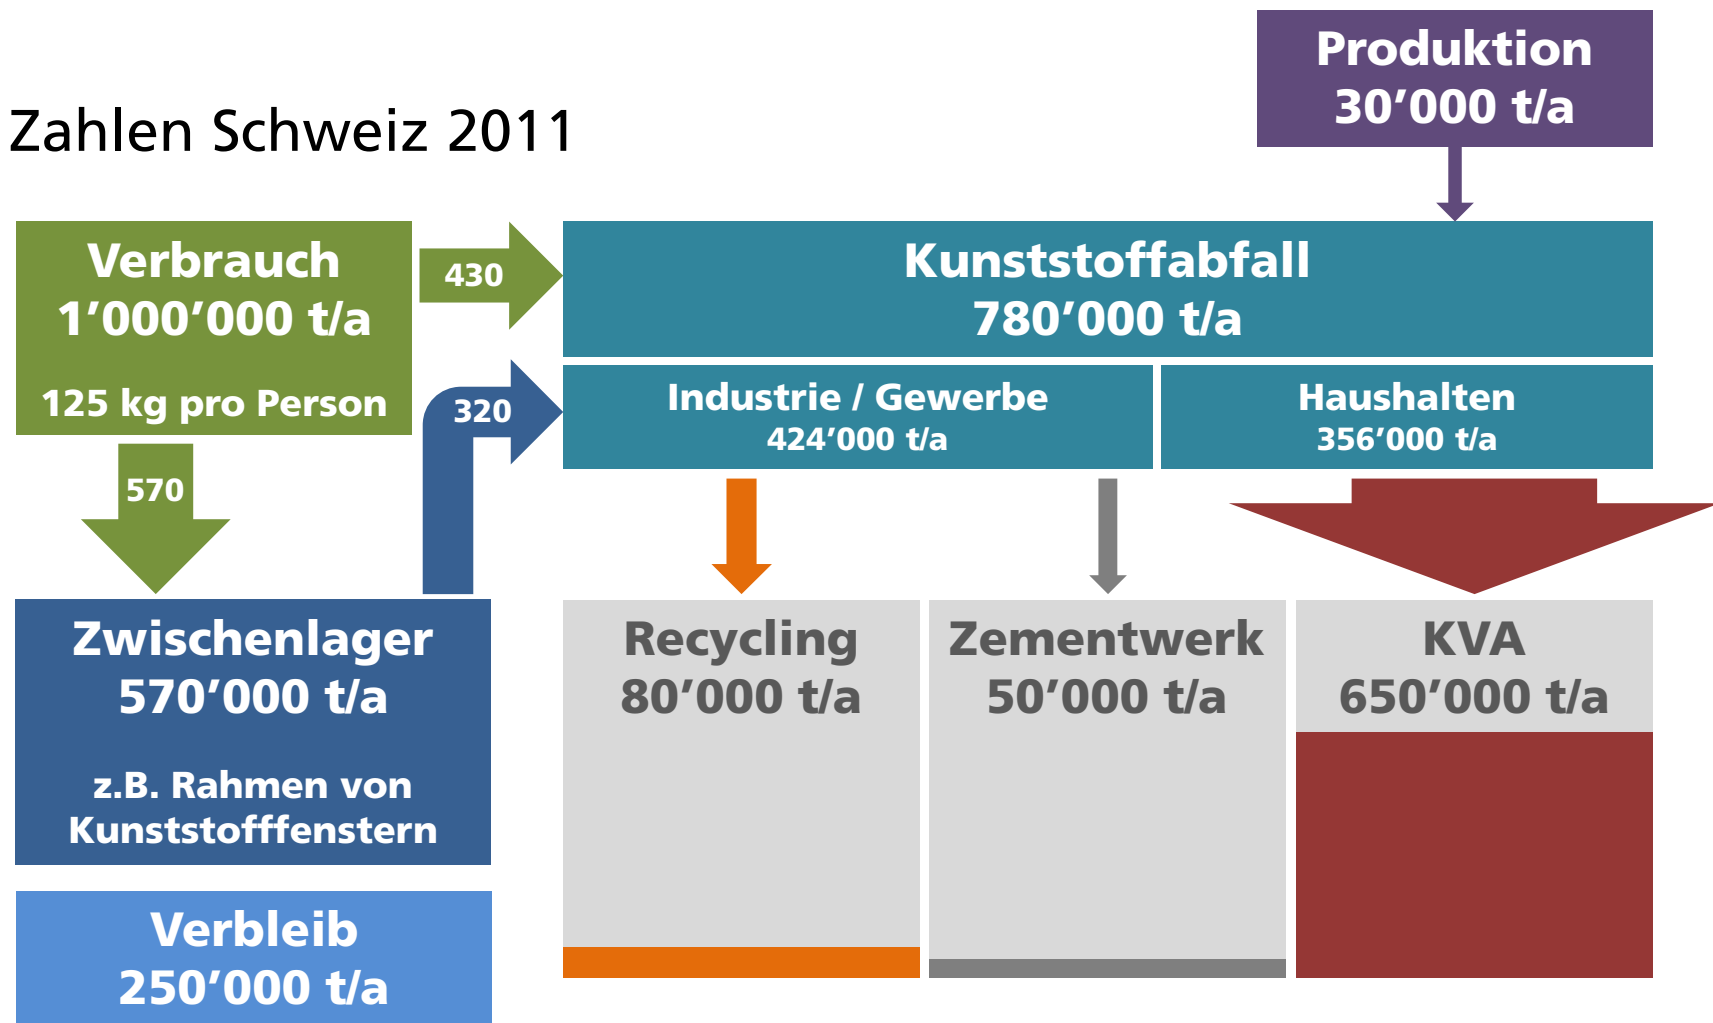 Zahlen Schweiz 2011
Produktion
30’000 t/a
Verbrauch
1’000’000 t/a
125 kg pro Person
430
Kunststoffabfall
780’000 t/a
320
Industrie / Gewerbe
424’000 t/a
Haushalten
356’000 t/a
570
Zwischenlager
570’000 t/a
z.B. Rahmen von
Kunststofffenstern
Recycling
80’000 t/a
Zementwerk
50’000 t/a
KVA
650’000 t/a
Verbleib
250’000 t/a